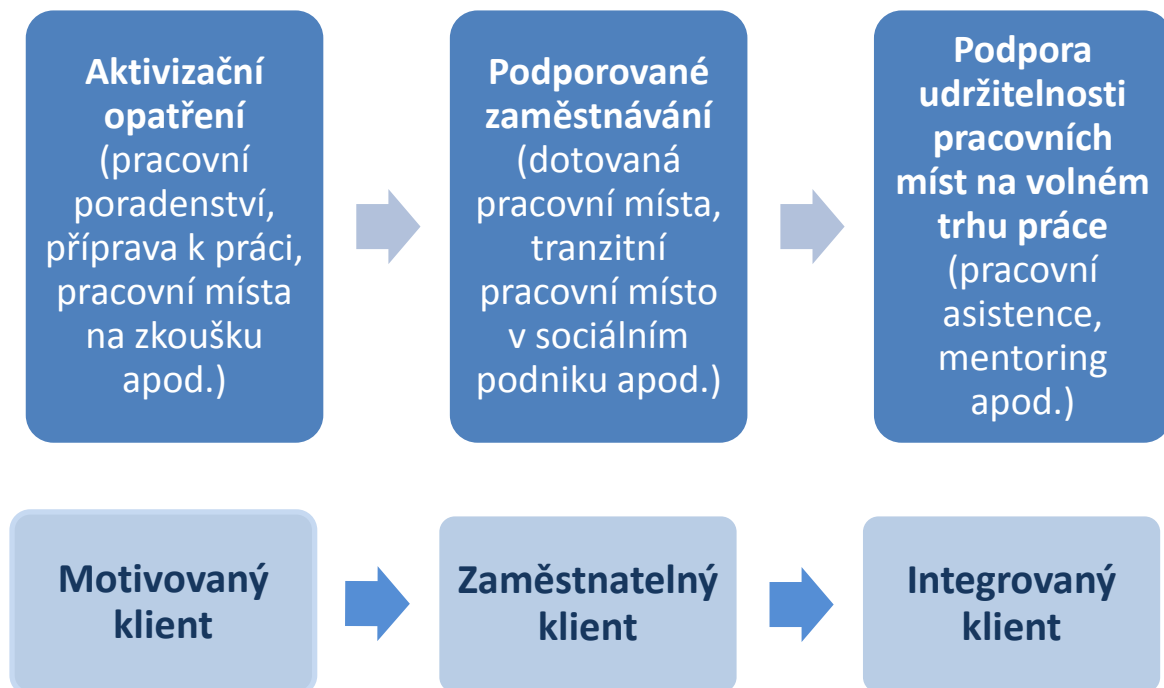 Aktivizační
opatření
(pracovní
poradenství,
příprava k práci,
pracovní místa
na zkoušku
apod.)
Podporované
zaměstnávání
(dotovaná
pracovní místa,
tranzitní
pracovní místo
v sociálním
podniku apod.)
Podpora
udržitelnosti
pracovních
míst na volném
trhu práce
(pracovní
asistence,
mentoring
apod.)
Motivovaný
klient
Zaměstnatelný
klient
Integrovaný
klient